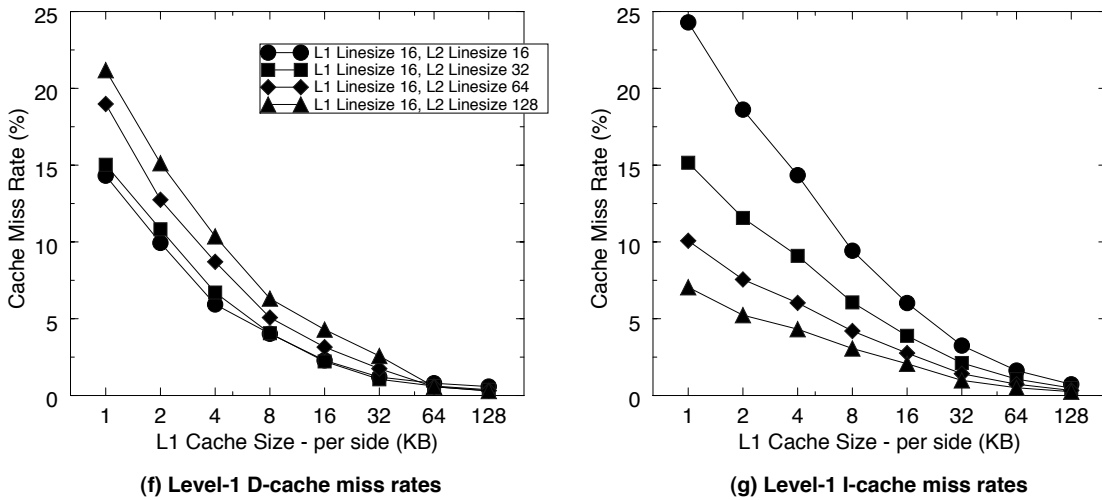 25
20
15
10
5
0
Cache Miss Rate (%)
L1 Linesize 16, L2 Linesize 16
L1 Linesize 16, L2 Linesize 32
L1 Linesize 16, L2 Linesize 64
L1 Linesize 16, L2 Linesize 128
1 2 4 8 16 32 64 128
L1 Cache Size - per side (KB)
(f) Level-1 D-cache miss rates
25
20
15
10
5
0
Cache Miss Rate (%)
1 2 4 8 16 32 64 128
L1 Cache Size - per side (KB)
(g) Level-1 I-cache miss rates